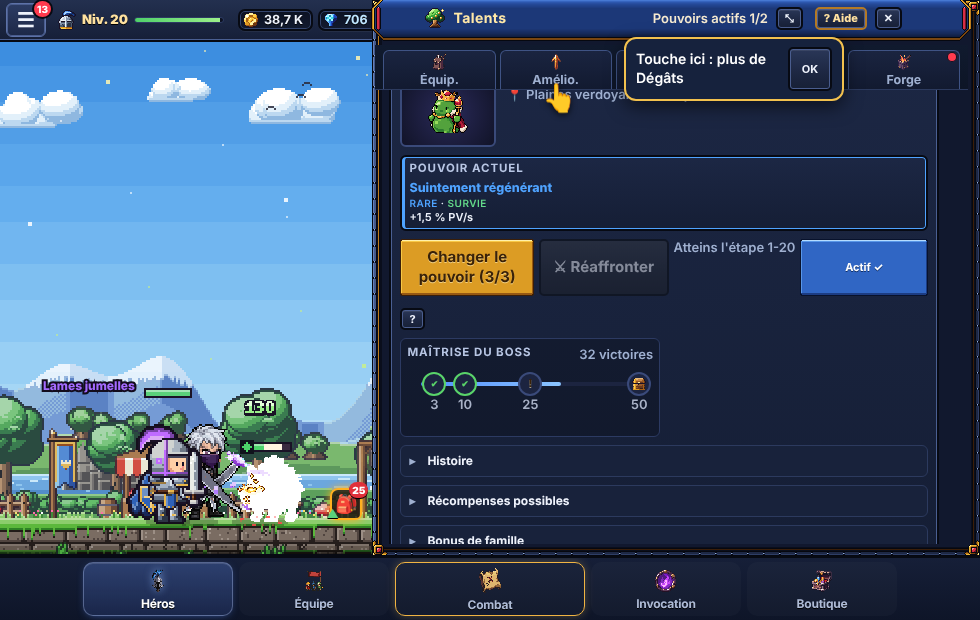 13
Niv. 20
38,7 K
706
Talents
Pouvoirs actifs 1/2
? Aide
Équip.
Amélio.
Touche ici : plus de
Dégâts
OK
Forge
POUVOIR ACTUEL
Suintement régénérant
RARE · SURVIE
+1,5 % PV/s
Changer le
pouvoir (3/3)
Réaffronter
Atteins l'étape 1-20
Actif ✓
?
MAÎTRISE DU BOSS
32 victoires
3
10
25
50
Histoire
Récompenses possibles
Bonus de famille
Lames jumelles
130
25
Héros
Équipe
Combat
Invocation
Boutique